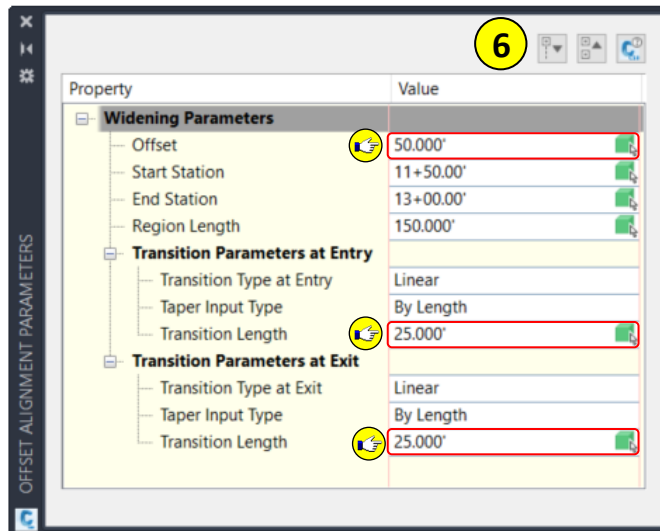 6
Property Value
Widening Parameters
Offset 50.000'
Start Station 11+50.00'
End Station 13+00.00'
Region Length 150.000'
Transition Parameters at Entry
Transition Type at Entry Linear
Taper Input Type By Length
Transition Length 25.000'
Transition Parameters at Exit
Transition Type at Exit Linear
Taper Input Type By Length
Transition Length 25.000'
OFFSET ALIGNMENT PARAMETERS